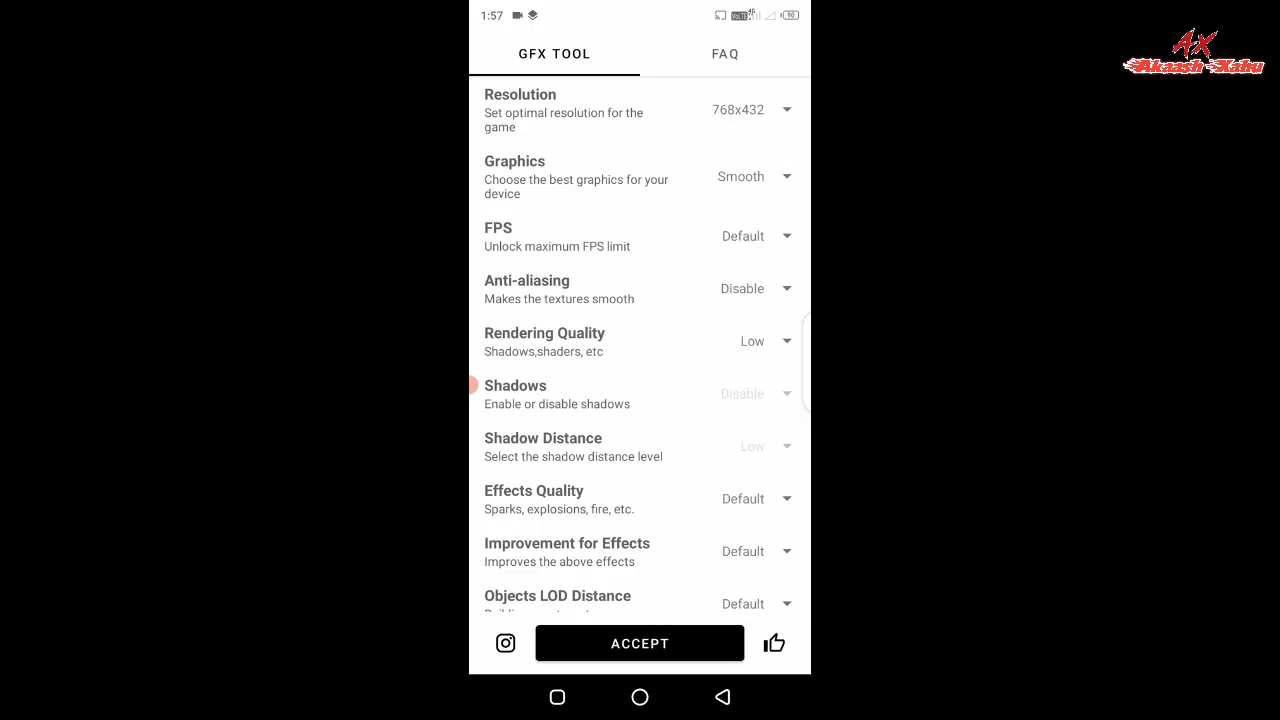 1:57
90
AX
Akaash Xahu
GFX TOOL
FAQ
Resolution
Set optimal resolution for the
game
768x432
Graphics
Choose the best graphics for your
device
Smooth
FPS
Unlock maximum FPS limit
Default
Anti-aliasing
Makes the textures smooth
Disable
Rendering Quality
Shadows,shaders, etc
Low
Shadows
Enable or disable shadows
Disable
Shadow Distance
Select the shadow distance level
Low
Effects Quality
Sparks, explosions, fire, etc.
Default
Improvement for Effects
Improves the above effects
Default
Objects LOD Distance
Default
ACCEPT